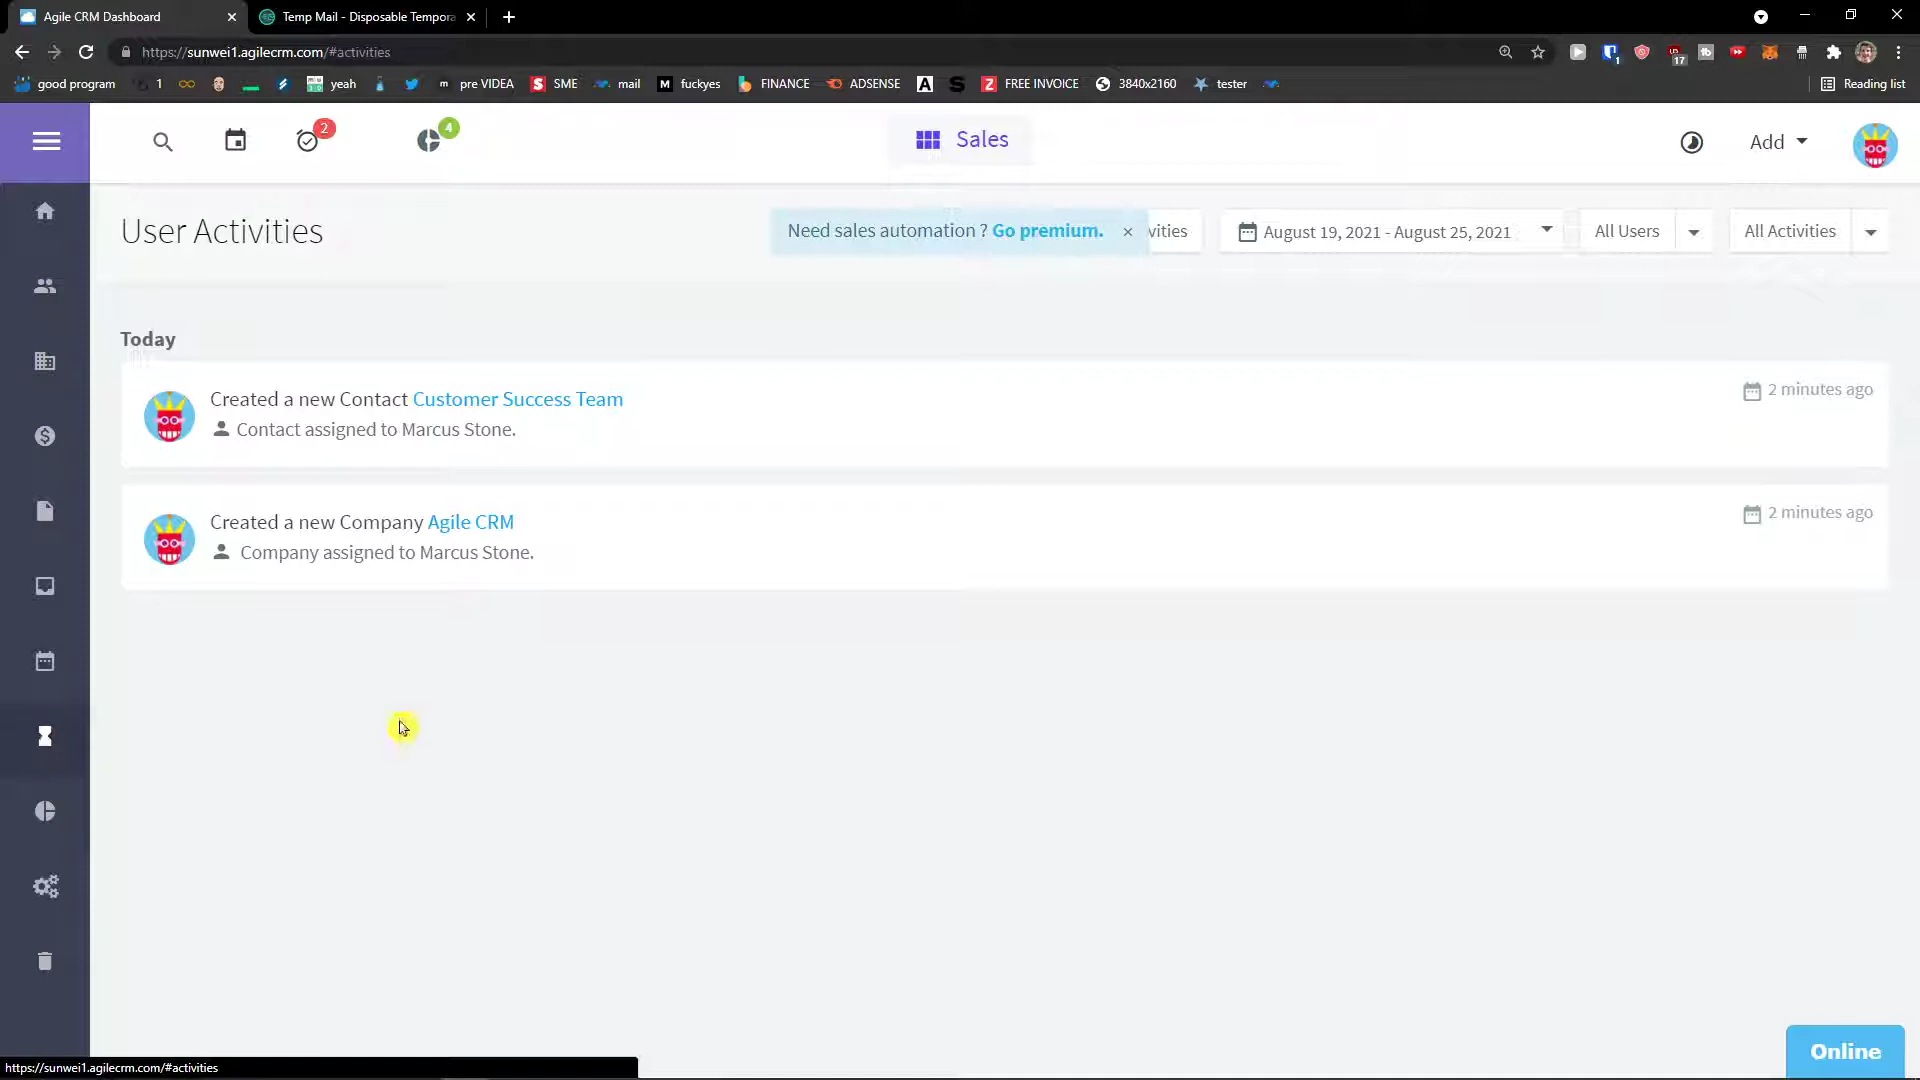 Agile CRM Dashboard
Temp Mail - Disposable Tempora
https://sunwei1.agilecrm.com/#activities
17
1
good program
1
yeah
pre VIDEA
S
SME
mail
M
fuckyes
FINANCE
ADSENSE
A
S
Z
FREE INVOICE
3840x2160
tester
Reading list
2
4
Sales
Add
User Activities
Need sales automation ? Go premium.
vities
August 19, 2021 - August 25, 2021
All Users
All Activities
Today
Created a new Contact Customer Success Team
Contact assigned to Marcus Stone.
2 minutes ago
Created a new Company Agile CRM
Company assigned to Marcus Stone.
2 minutes ago
Online
https://sunwei1.agilecrm.com/#activities